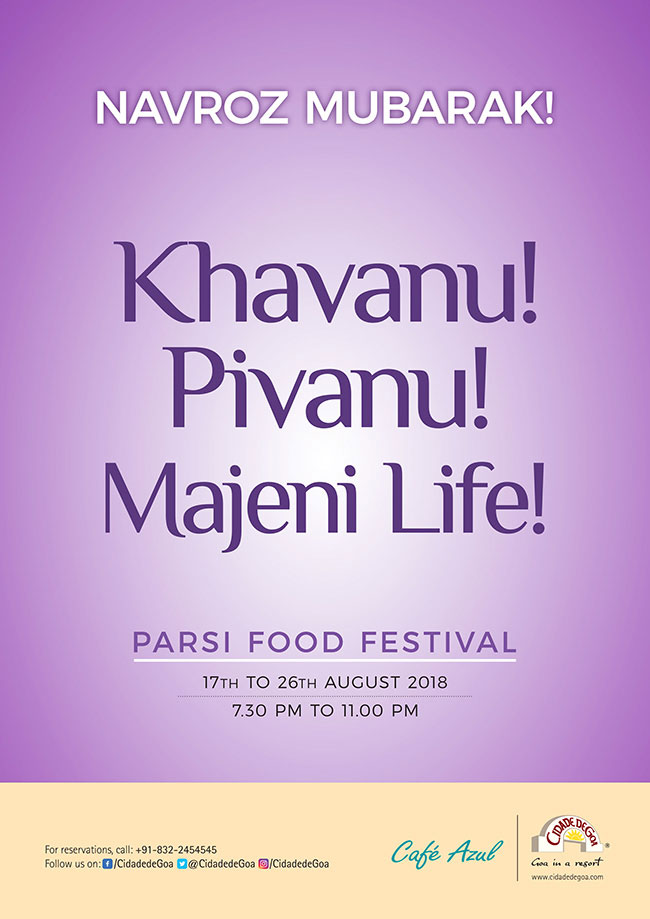 NAVROZ MUBARAK!
Khavanu!
Pivanu!
Majeni Life!
PARSI FOOD FESTIVAL
17TH TO 26TH AUGUST 2018
7.30 PM TO 11.00 PM
For reservations, call: +91-832-2454545
Follow us on: /CidadedeGoa @CidadedeGoa /CidadedeGoa
Café Azul
CIDADE DE GOA ®
Goa in a resort
www.cidadedegoa.com